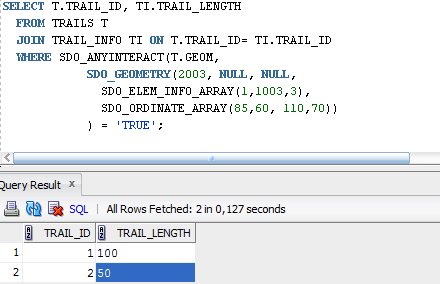 SELECT T.TRAIL_ID, TI.TRAIL_LENGTH
FROM TRAILS T
JOIN TRAIL_INFO TI ON T.TRAIL_ID= TI.TRAIL_ID
WHERE SDO_ANYINTERACT(T.GEOM,
SDO_GEOMETRY(2003, NULL, NULL,
SDO_ELEM_INFO_ARRAY(1,1003,3),
SDO_ORDINATE_ARRAY(85,60, 110,70))
) = 'TRUE';
Query Result x
SQL | All Rows Fetched: 2 in 0,127 seconds
TRAIL_ID TRAIL_LENGTH
1 1 100
2 2 50